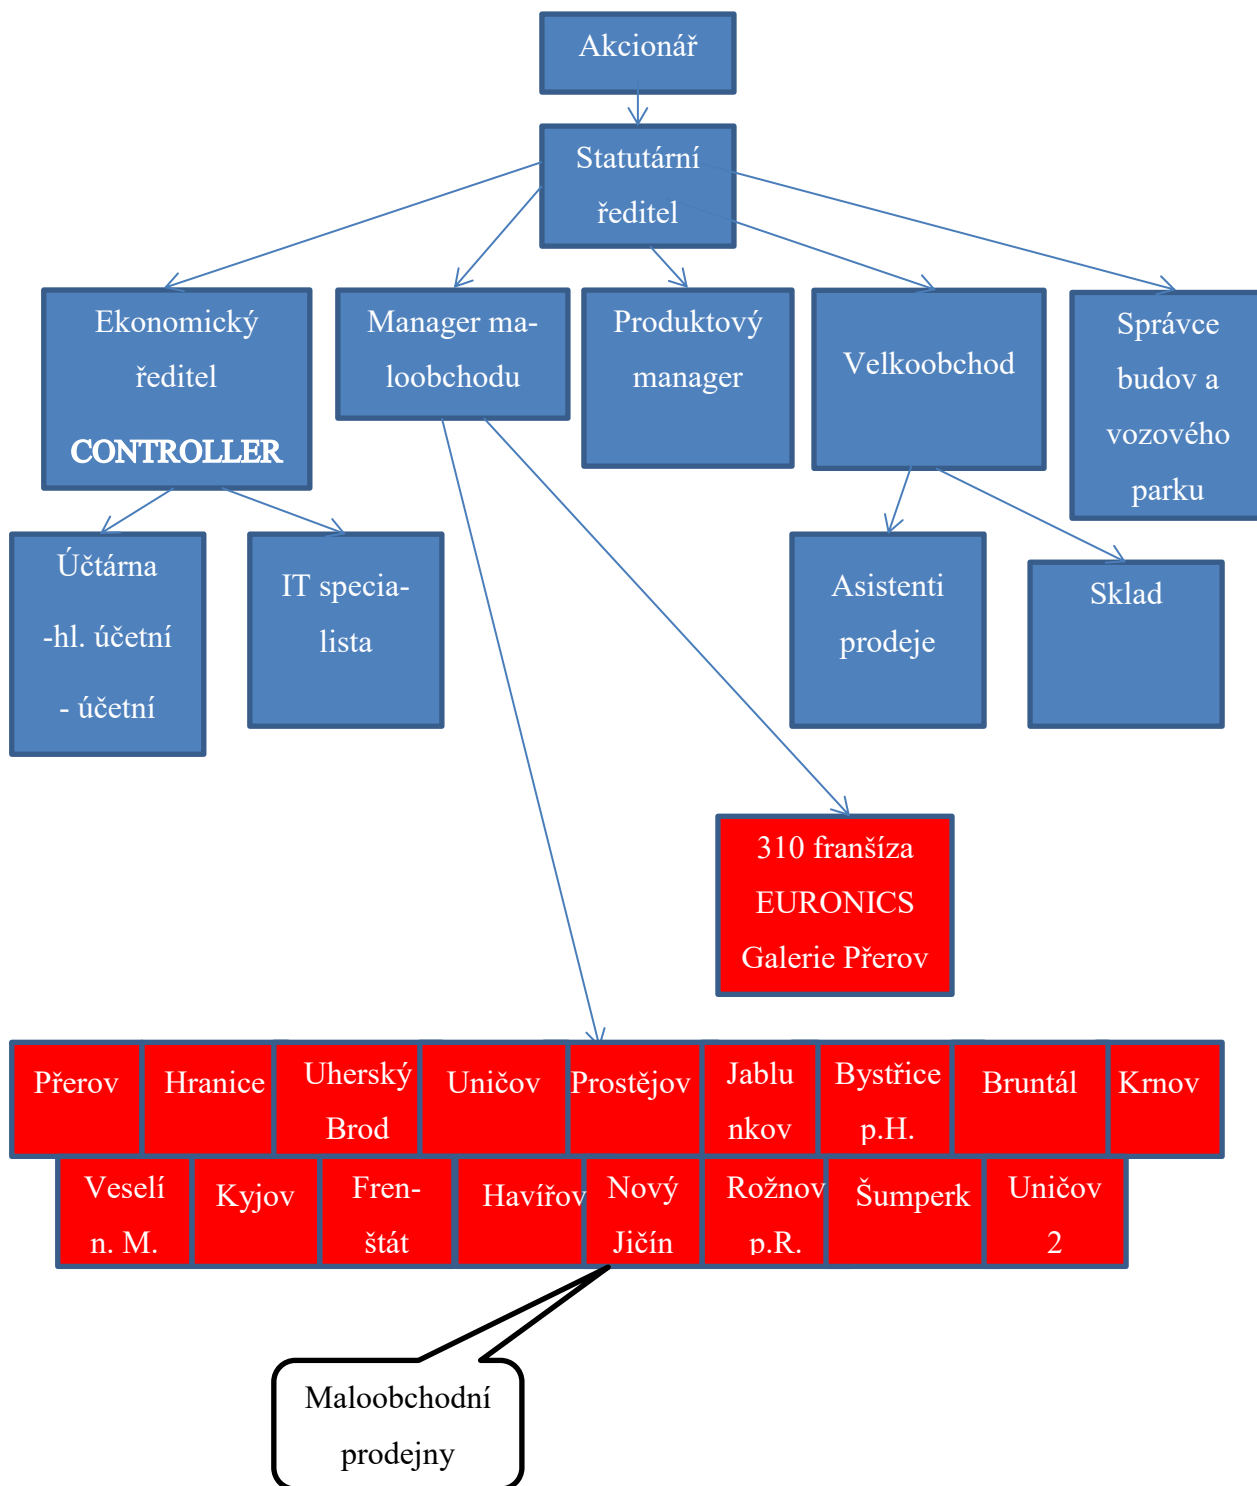 Akcionář
Statutární
ředitel
Ekonomický
ředitel
CONTROLLER
Manager ma-
loobchodu
Produktový
manager
Velkoobchod
Správce
budov a
vozového
parku
Účtárna
-hl. účetní
- účetní
IT specia-
lista
Asistenti
prodeje
Sklad
310 franšíza
EURONICS
Galerie Přerov
Přerov
Hranice
Uherský
Brod
Uničov
Prostějov
Jablu
nkov
Bystřice
p.H.
Bruntál
Krnov
Veselí
n. M.
Kyjov
Fren-
štát
Havířov
Nový
Jičín
Rožnov
p.R.
Šumperk
Uničov
2
Maloobchodní
prodejny